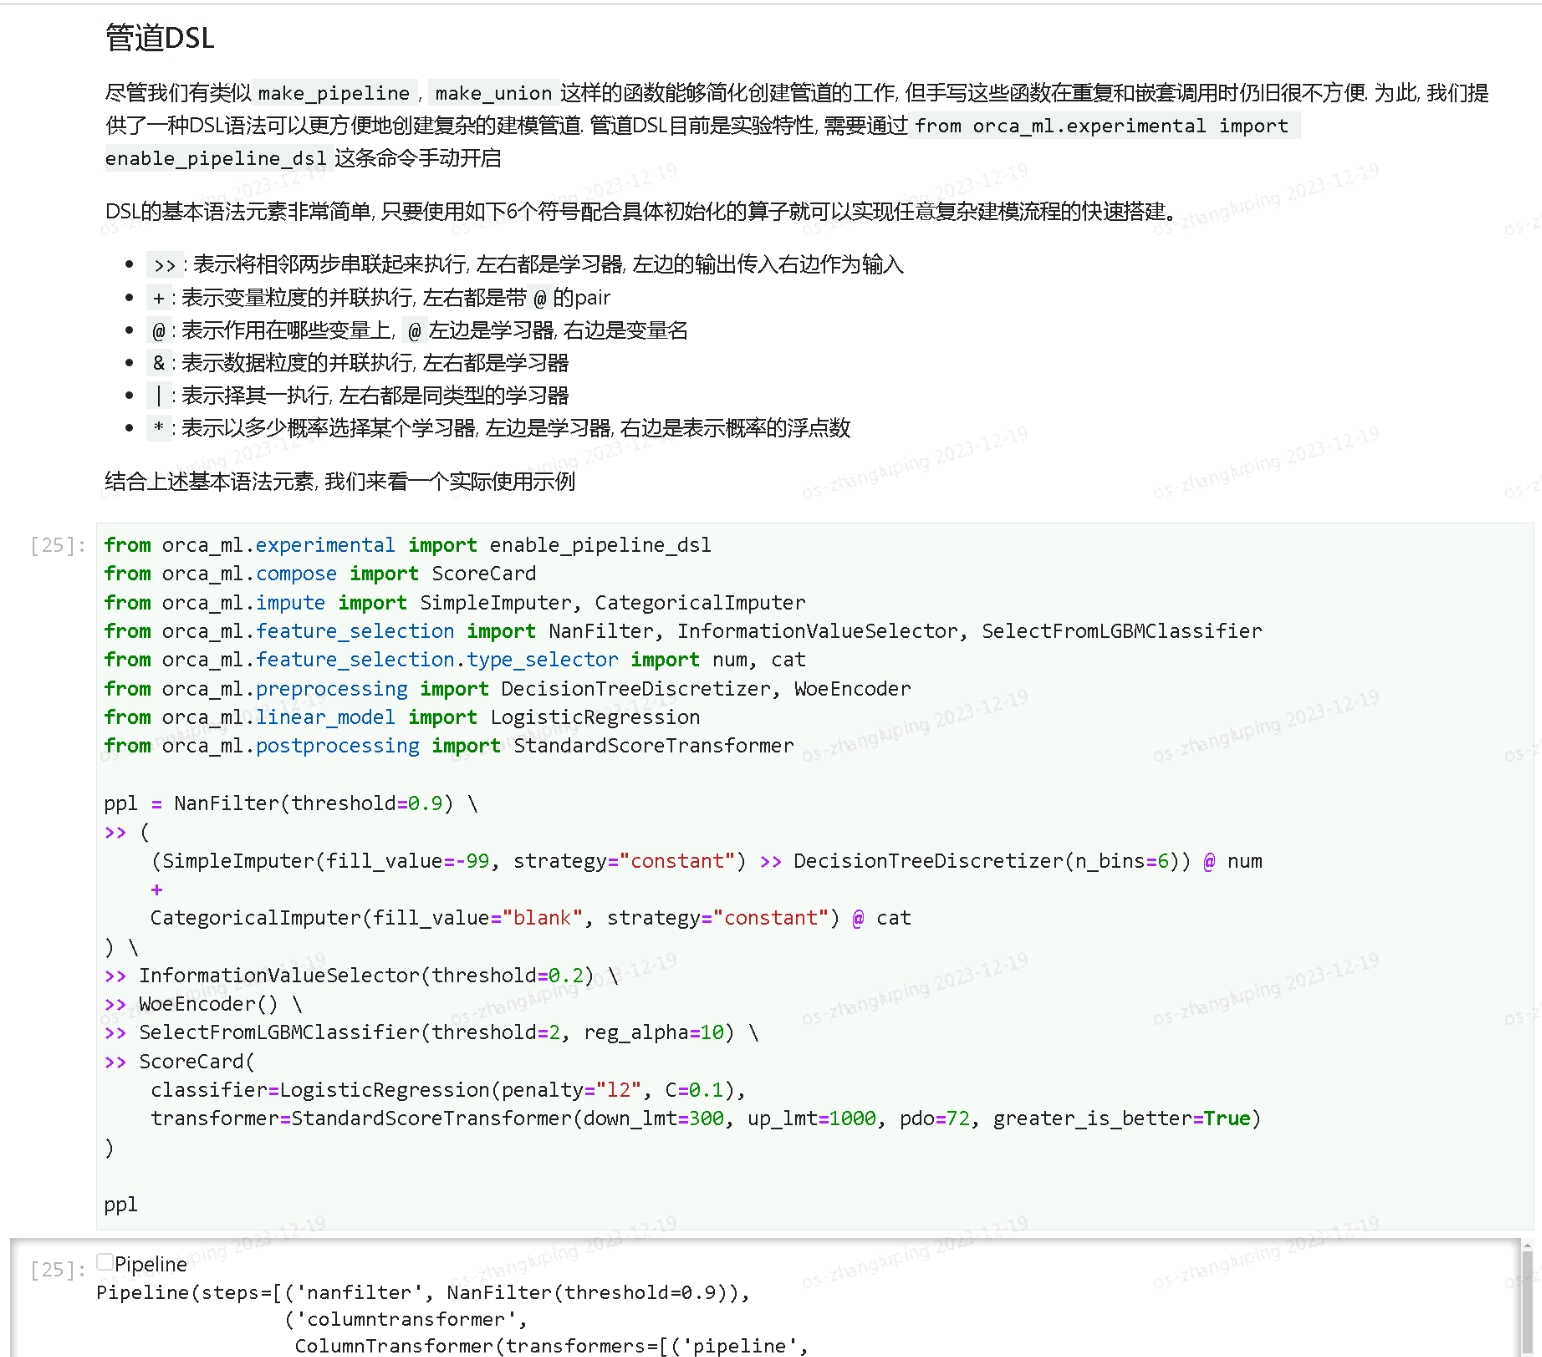 管道DSL
尽管我们有类似 make_pipeline , make_union 这样的函数能够简化创建管道的工作, 但手写这些函数在重复和嵌套调用时仍旧很不方便. 为此, 我们提
供了一种DSL语法可以更方便地创建复杂的建模管道. 管道DSL目前是实验特性, 需要通过 from orca_ml.experimental import
enable_pipeline_dsl 这条命令手动开启
DSL的基本语法元素非常简单, 只要使用如下6个符号配合具体初始化的算子就可以实现任意复杂建模流程的快速搭建。
• >> : 表示将相邻两步串联起来执行, 左右都是学习器, 左边的输出传入右边作为输入
• + : 表示变量粒度的并联执行, 左右都是带 @ 的pair
• @ : 表示作用在哪些变量上, @ 左边是学习器, 右边是变量名
• & : 表示数据粒度的并联执行, 左右都是学习器
• | : 表示择其一执行, 左右都是同类型的学习器
• * : 表示以多少概率选择某个学习器, 左边是学习器, 右边是表示概率的浮点数
结合上述基本语法元素, 我们来看一个实际使用示例
[25]: from orca_ml.experimental import enable_pipeline_dsl
from orca_ml.compose import ScoreCard
from orca_ml.impute import SimpleImputer, CategoricalImputer
from orca_ml.feature_selection import NanFilter, InformationValueSelector, SelectFromLGBMClassifier
from orca_ml.feature_selection.type_selector import num, cat
from orca_ml.preprocessing import DecisionTreeDiscretizer, WoeEncoder
from orca_ml.linear_model import LogisticRegression
from orca_ml.postprocessing import StandardScoreTransformer
ppl = NanFilter(threshold=0.9) \
>> (
    (SimpleImputer(fill_value=-99, strategy="constant") >> DecisionTreeDiscretizer(n_bins=6)) @ num
    +
    CategoricalImputer(fill_value="blank", strategy="constant") @ cat
) \
>> InformationValueSelector(threshold=0.2) \
>> WoeEncoder() \
>> SelectFromLGBMClassifier(threshold=2, reg_alpha=10) \
>> ScoreCard(
    classifier=LogisticRegression(penalty="l2", C=0.1),
    transformer=StandardScoreTransformer(down_lmt=300, up_lmt=1000, pdo=72, greater_is_better=True)
)
ppl
[25]: Pipeline
Pipeline(steps=[('nanfilter', NanFilter(threshold=0.9)),
                ('columntransformer',
                 ColumnTransformer(transformers=[('pipeline',
os-zhangluping 2023-12-19